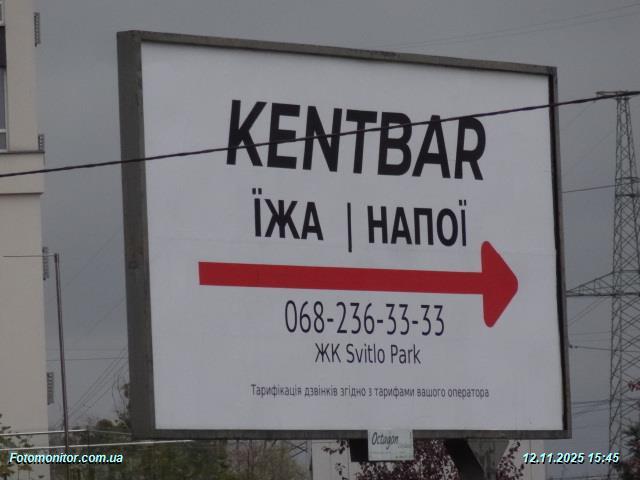 KENTBAR
ЇЖА | НАПОЇ
068-236-33-33
ЖК Svitlo Park
Тарифікація дзвінків згідно з тарифами вашого оператора
Octagon
Fotomonitor.com.ua
12.11.2025 15:45